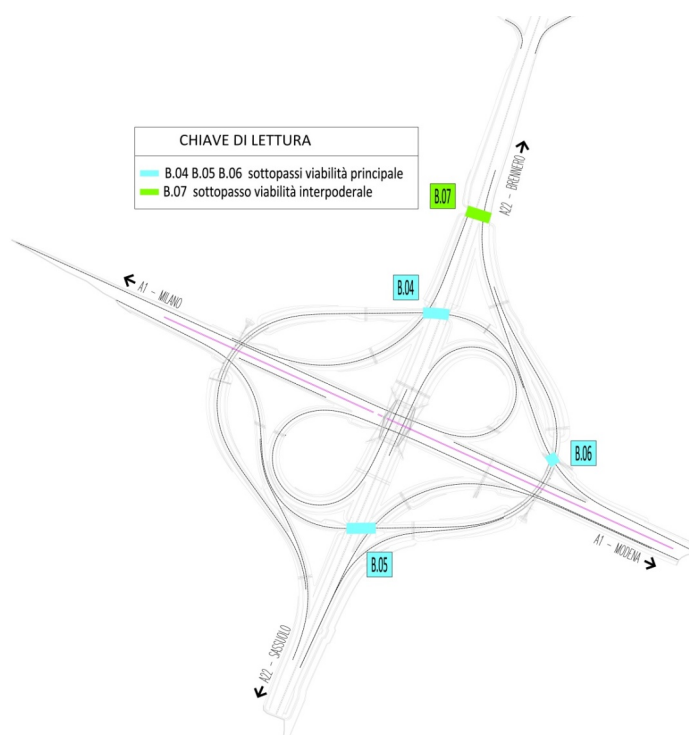 CHIAVE DI LETTURA
B.04 B.05 B.06 sottopassi viabilità principale
B.07 sottopasso viabilità interpoderale
B.07
A22 - BRENNERO
A1 - MILANO
B.04
B.06
A1 - MODENA
B.05
A22 - SASSUOLO